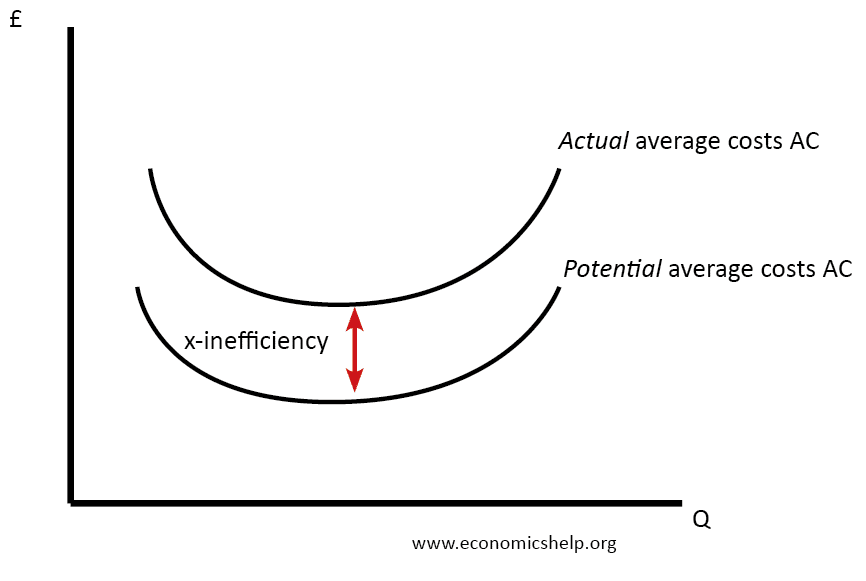 £
Actual average costs AC
Potential average costs AC
x-inefficiency
Q
www.economicshelp.org